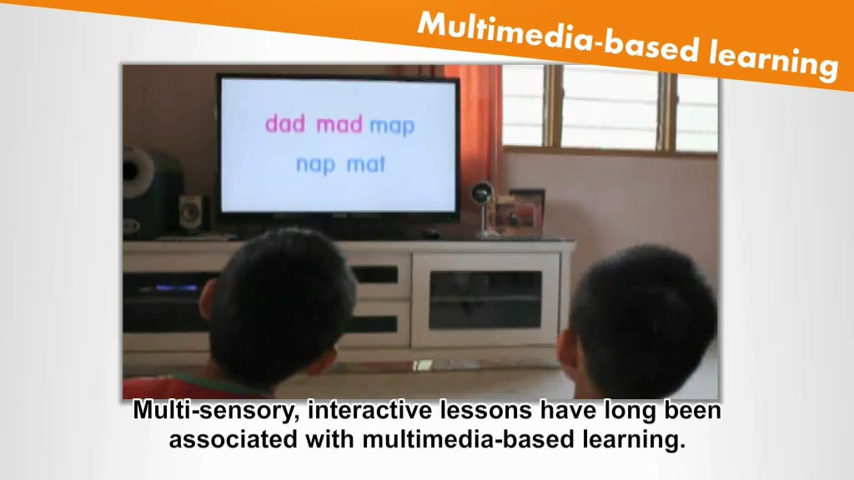 Multimedia-based learning
dad mad map
nap mat
Multi-sensory, interactive lessons have long been
associated with multimedia-based learning.